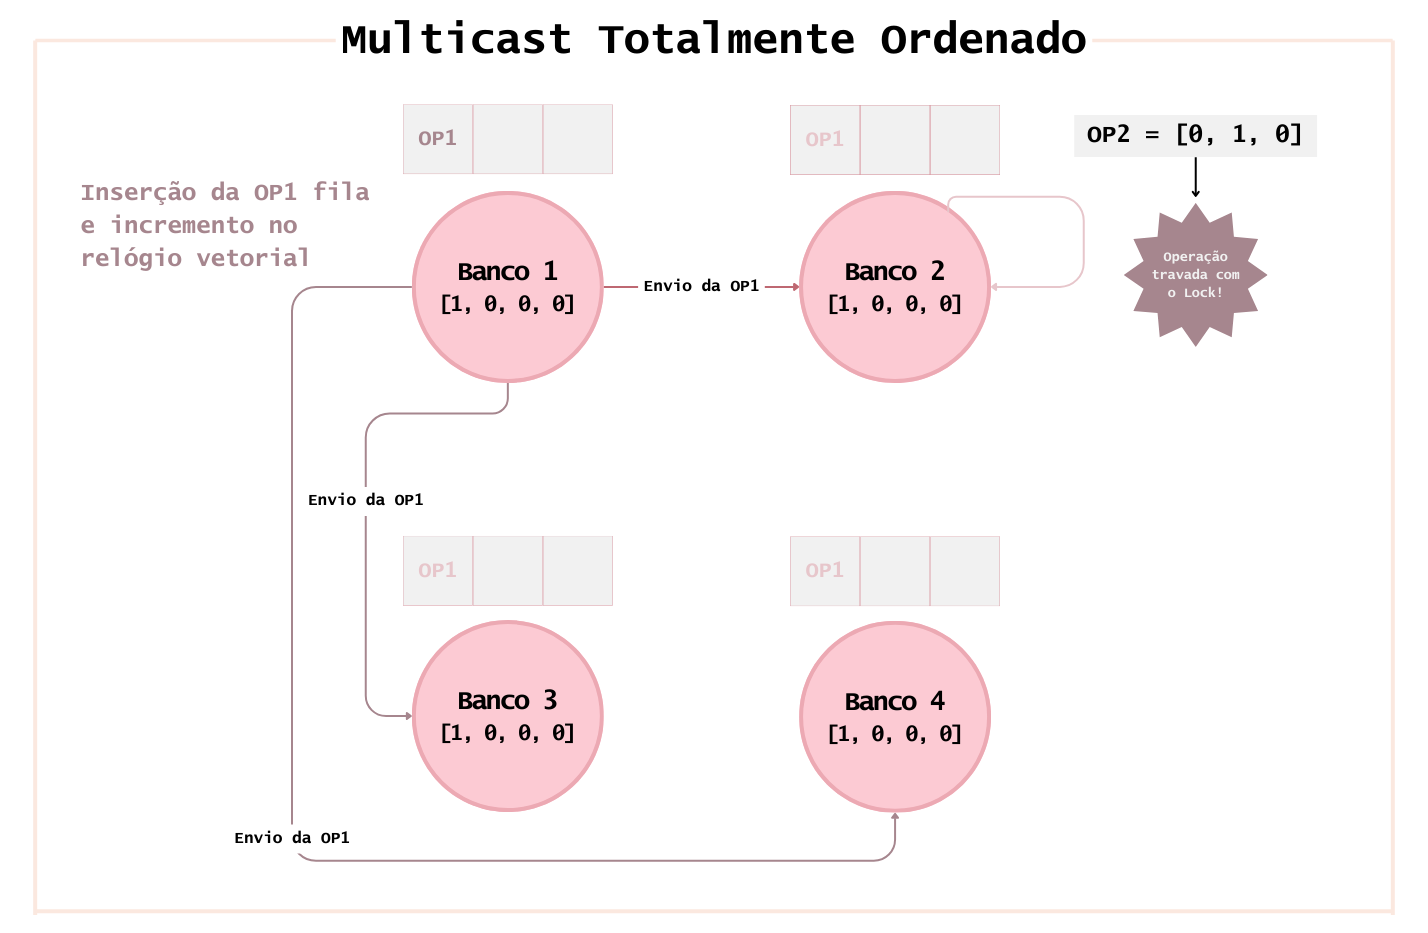 Multicast Totalmente Ordenado
OP1
OP1
OP2 = [0, 1, 0]
Inserção da OP1 fila
e incremento no
relógio vetorial
Banco 1
[1, 0, 0, 0]
Envio da OP1
Banco 2
[1, 0, 0, 0]
Operação
travada com
o Lock!
Envio da OP1
OP1
OP1
Banco 3
[1, 0, 0, 0]
Banco 4
[1, 0, 0, 0]
Envio da OP1